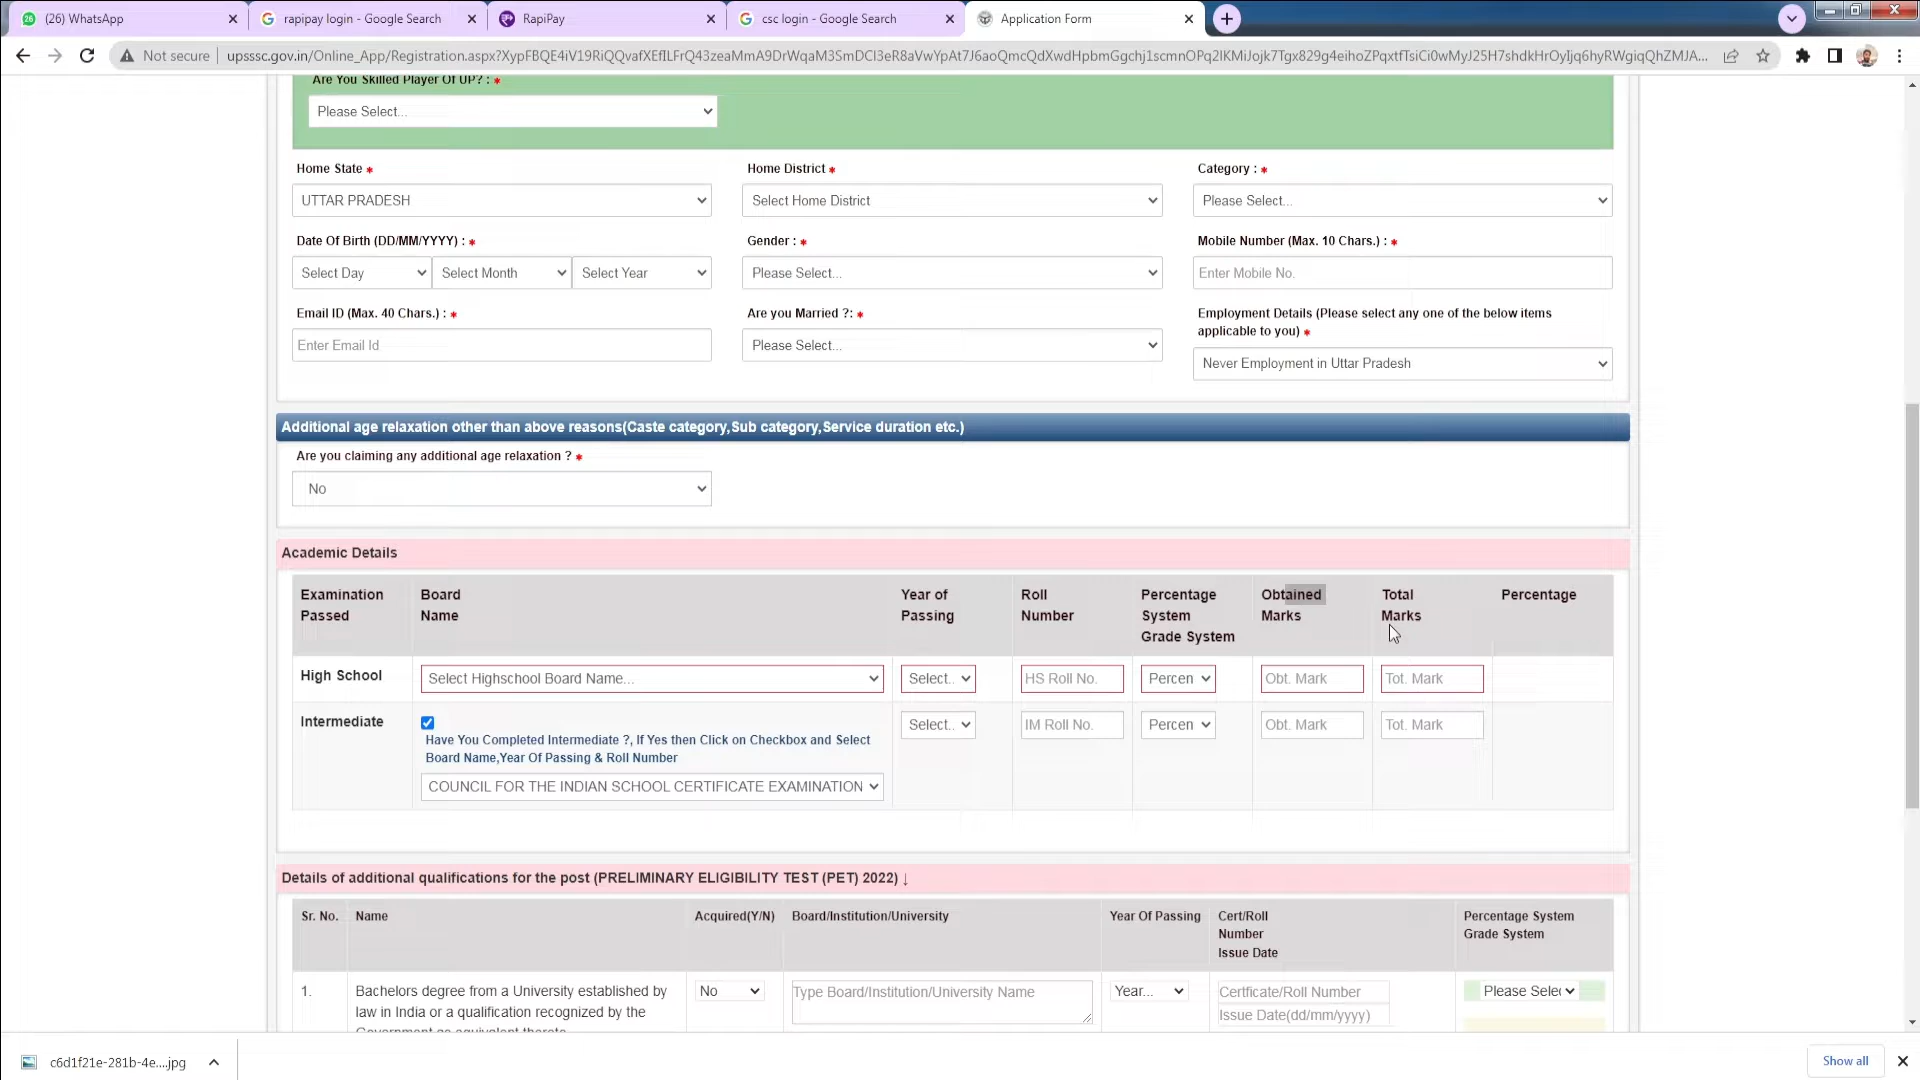 (26) WhatsApp
rapipay login - Google Search
RapiPay
csc login - Google Search
Application Form
Not secure
upsssc.gov.in/Online_App/Registration.aspx?
Are You Skilled Player Of UP? : *
Please Select...
Home State *
Home District *
Category : *
UTTAR PRADESH
Select Home District
Please Select...
Date Of Birth (DD/MM/YYYY) : *
Gender : *
Mobile Number (Max. 10 Chars.) : *
Select Day
Select Month
Select Year
Please Select...
Enter Mobile No.
Email ID (Max. 40 Chars.) : *
Are you Married ?: *
Employment Details (Please select any one of the below items
applicable to you) *
Enter Email Id
Please Select...
Never Employment in Uttar Pradesh
Additional age relaxation other than above reasons(Caste category,Sub category,Service duration etc.)
Are you claiming any additional age relaxation ? *
No
Academic Details
Examination
Passed
Board
Name
Year of
Passing
Roll
Number
Percentage
System
Grade System
Obtained
Marks
Total
Marks
Percentage
High School
Select Highschool Board Name...
Select..
HS Roll No.
Percen
Obt. Mark
Tot. Mark
Intermediate
Have You Completed Intermediate ?, If Yes then Click on Checkbox and Select
Board Name,Year Of Passing & Roll Number
COUNCIL FOR THE INDIAN SCHOOL CERTIFICATE EXAMINATION
Select..
IM Roll No.
Percen
Obt. Mark
Tot. Mark
Details of additional qualifications for the post (PRELIMINARY ELIGIBILITY TEST (PET) 2022) ↓
Sr. No.
Name
Acquired(Y/N)
Board/Institution/University
Year Of Passing
Cert/Roll
Number
Issue Date
Percentage System
Grade System
1.
Bachelors degree from a University established by
law in India or a qualification recognized by the
Government as equivalent thereto
No
Type Board/Institution/University Name
Year...
Certficate/Roll Number
Issue Date(dd/mm/yyyy)
Please Selec
c6d1f21e-281b-4e....jpg
Show all